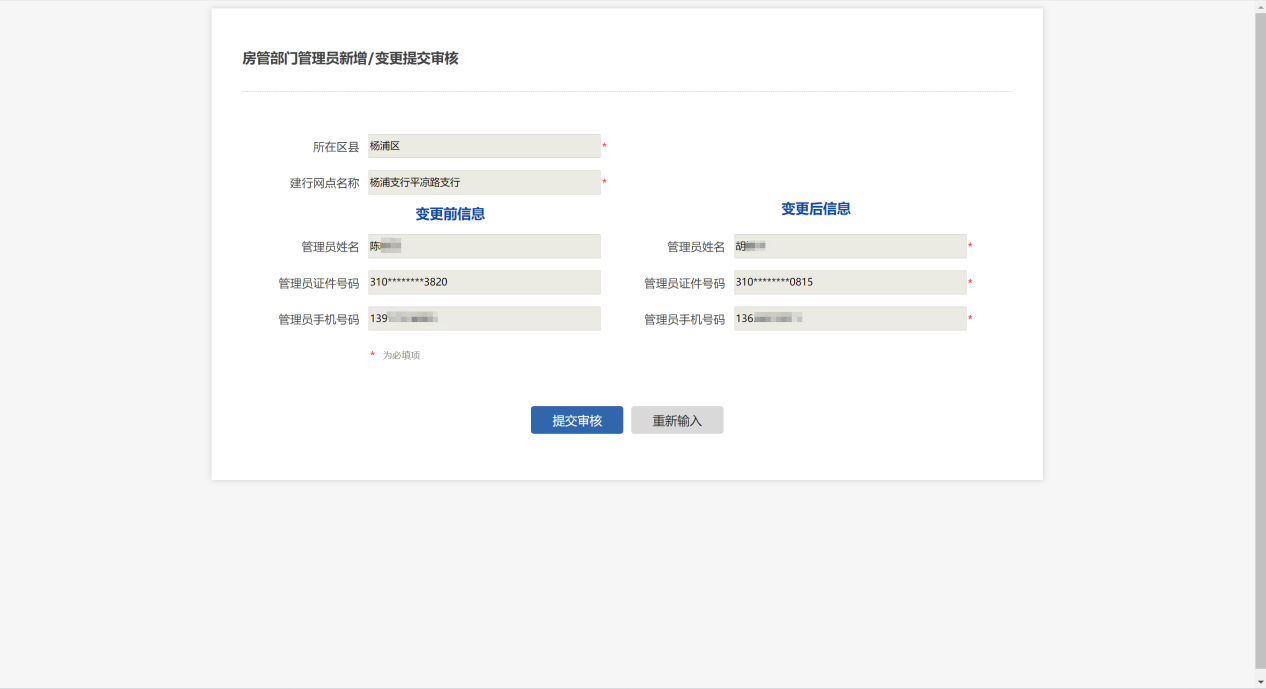 房管部门管理员新增/变更提交审核
所在区县 杨浦区 *
建行网点名称 杨浦支行平凉路支行 *
变更前信息 变更后信息
管理员姓名 陈 管理员姓名 胡 *
管理员证件号码 310********3820 管理员证件号码 310********0815 *
管理员手机号码 139 管理员手机号码 136 *
* 为必填项
提交审核 重新输入